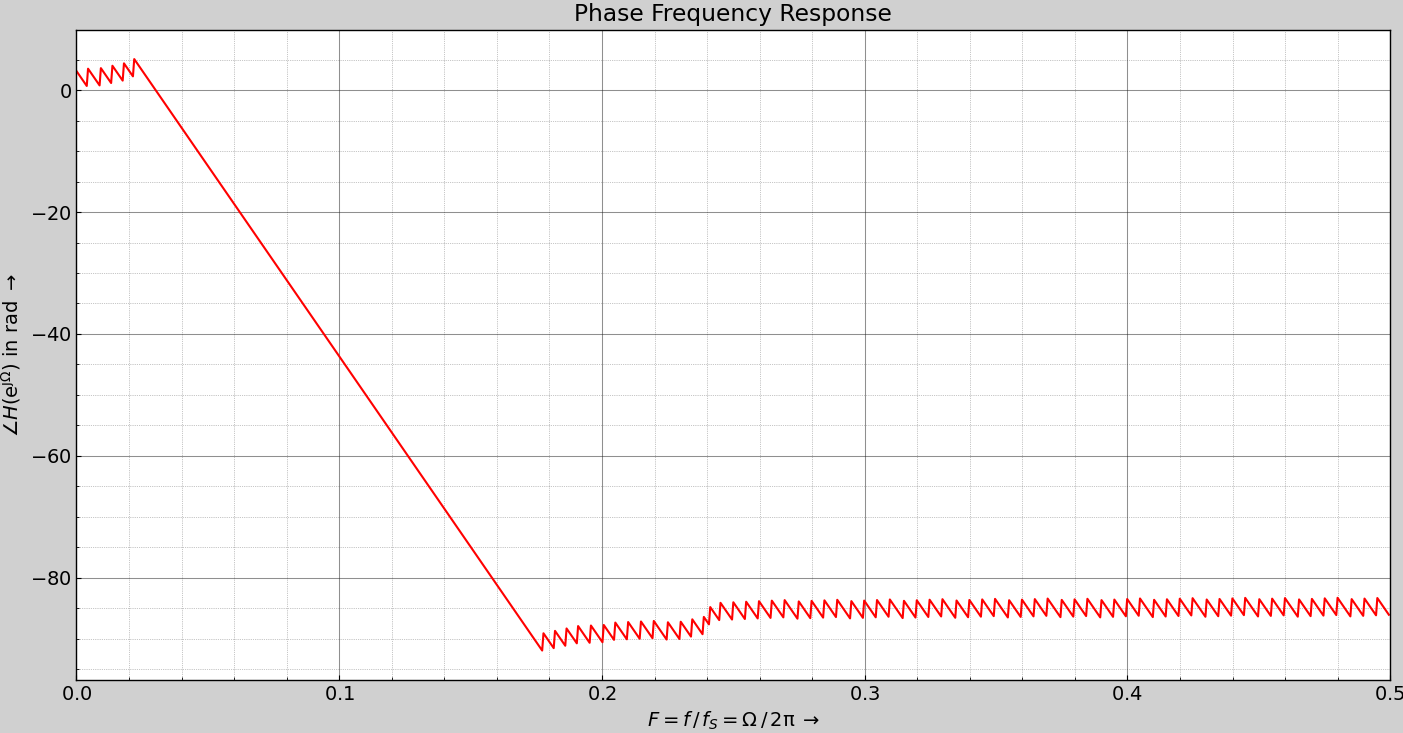 Phase Frequency Response
∠H(e^jΩ) in rad →
0
−20
−40
−60
−80
0.0 0.1 0.2 0.3 0.4 0.5
F = f / f_S = Ω / 2π →